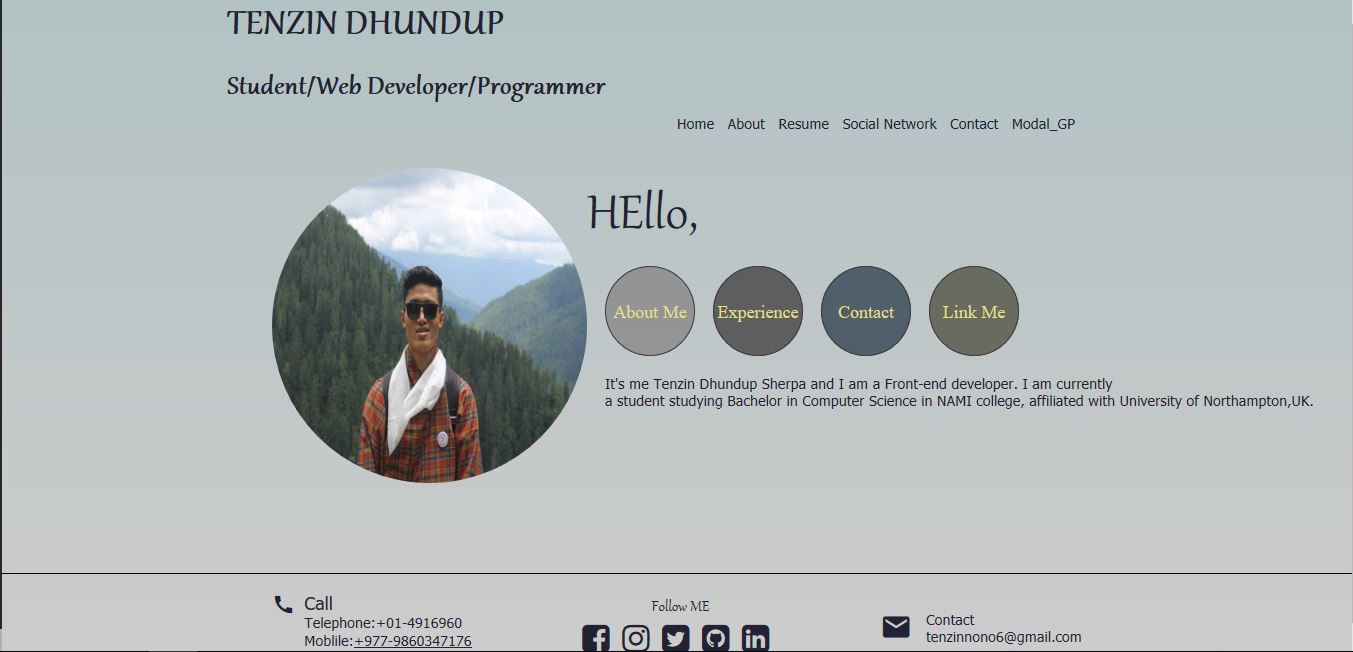 TENZIN DHUNDUP
Student/Web Developer/Programmer
Home About Resume Social Network Contact Modal_GP
HEllo,
About Me Experience Contact Link Me
It's me Tenzin Dhundup Sherpa and I am a Front-end developer. I am currently
a student studying Bachelor in Computer Science in NAMI college, affiliated with University of Northampton,UK.
Call
Telephone:+01-4916960
Moblile:+977-9860347176
Follow ME
Contact
tenzinnono6@gmail.com